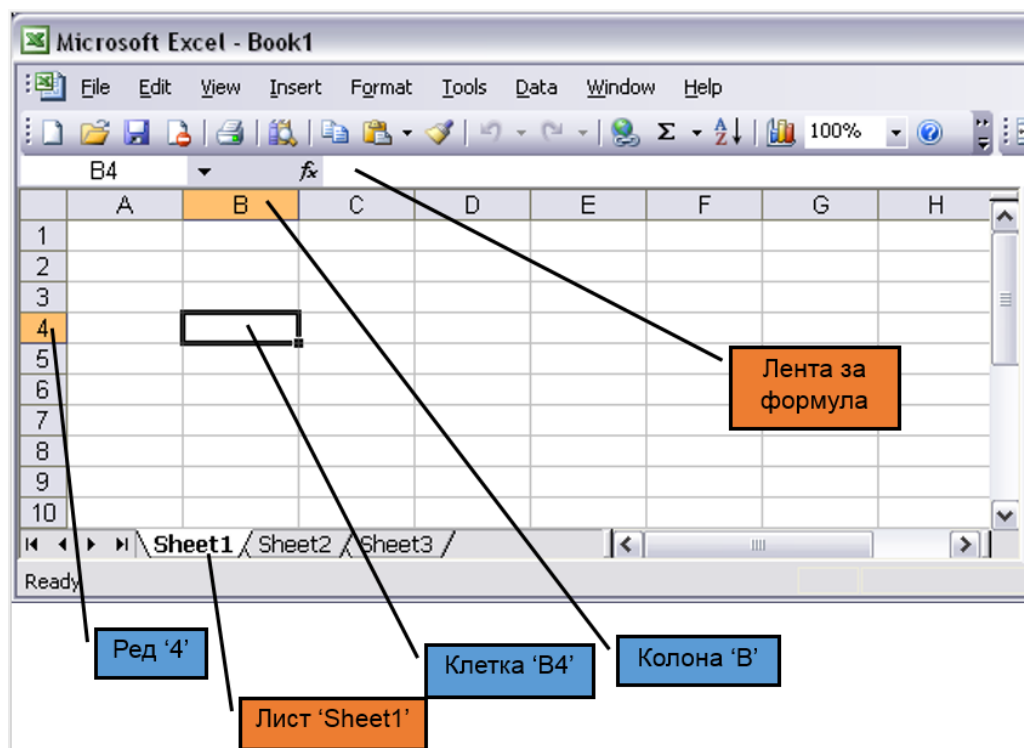 Microsoft Excel - Book1
File Edit View Insert Format Tools Data Window Help
Σ A Z 100% ?
B4 fx
A B C D E F G H
1
2
3
4
5
6
7
8
9
10
Sheet1 Sheet2 Sheet3
Ready
Лента за
формула
Ред ‘4’
Клетка ‘B4’
Колона ‘B’
Лист ‘Sheet1’